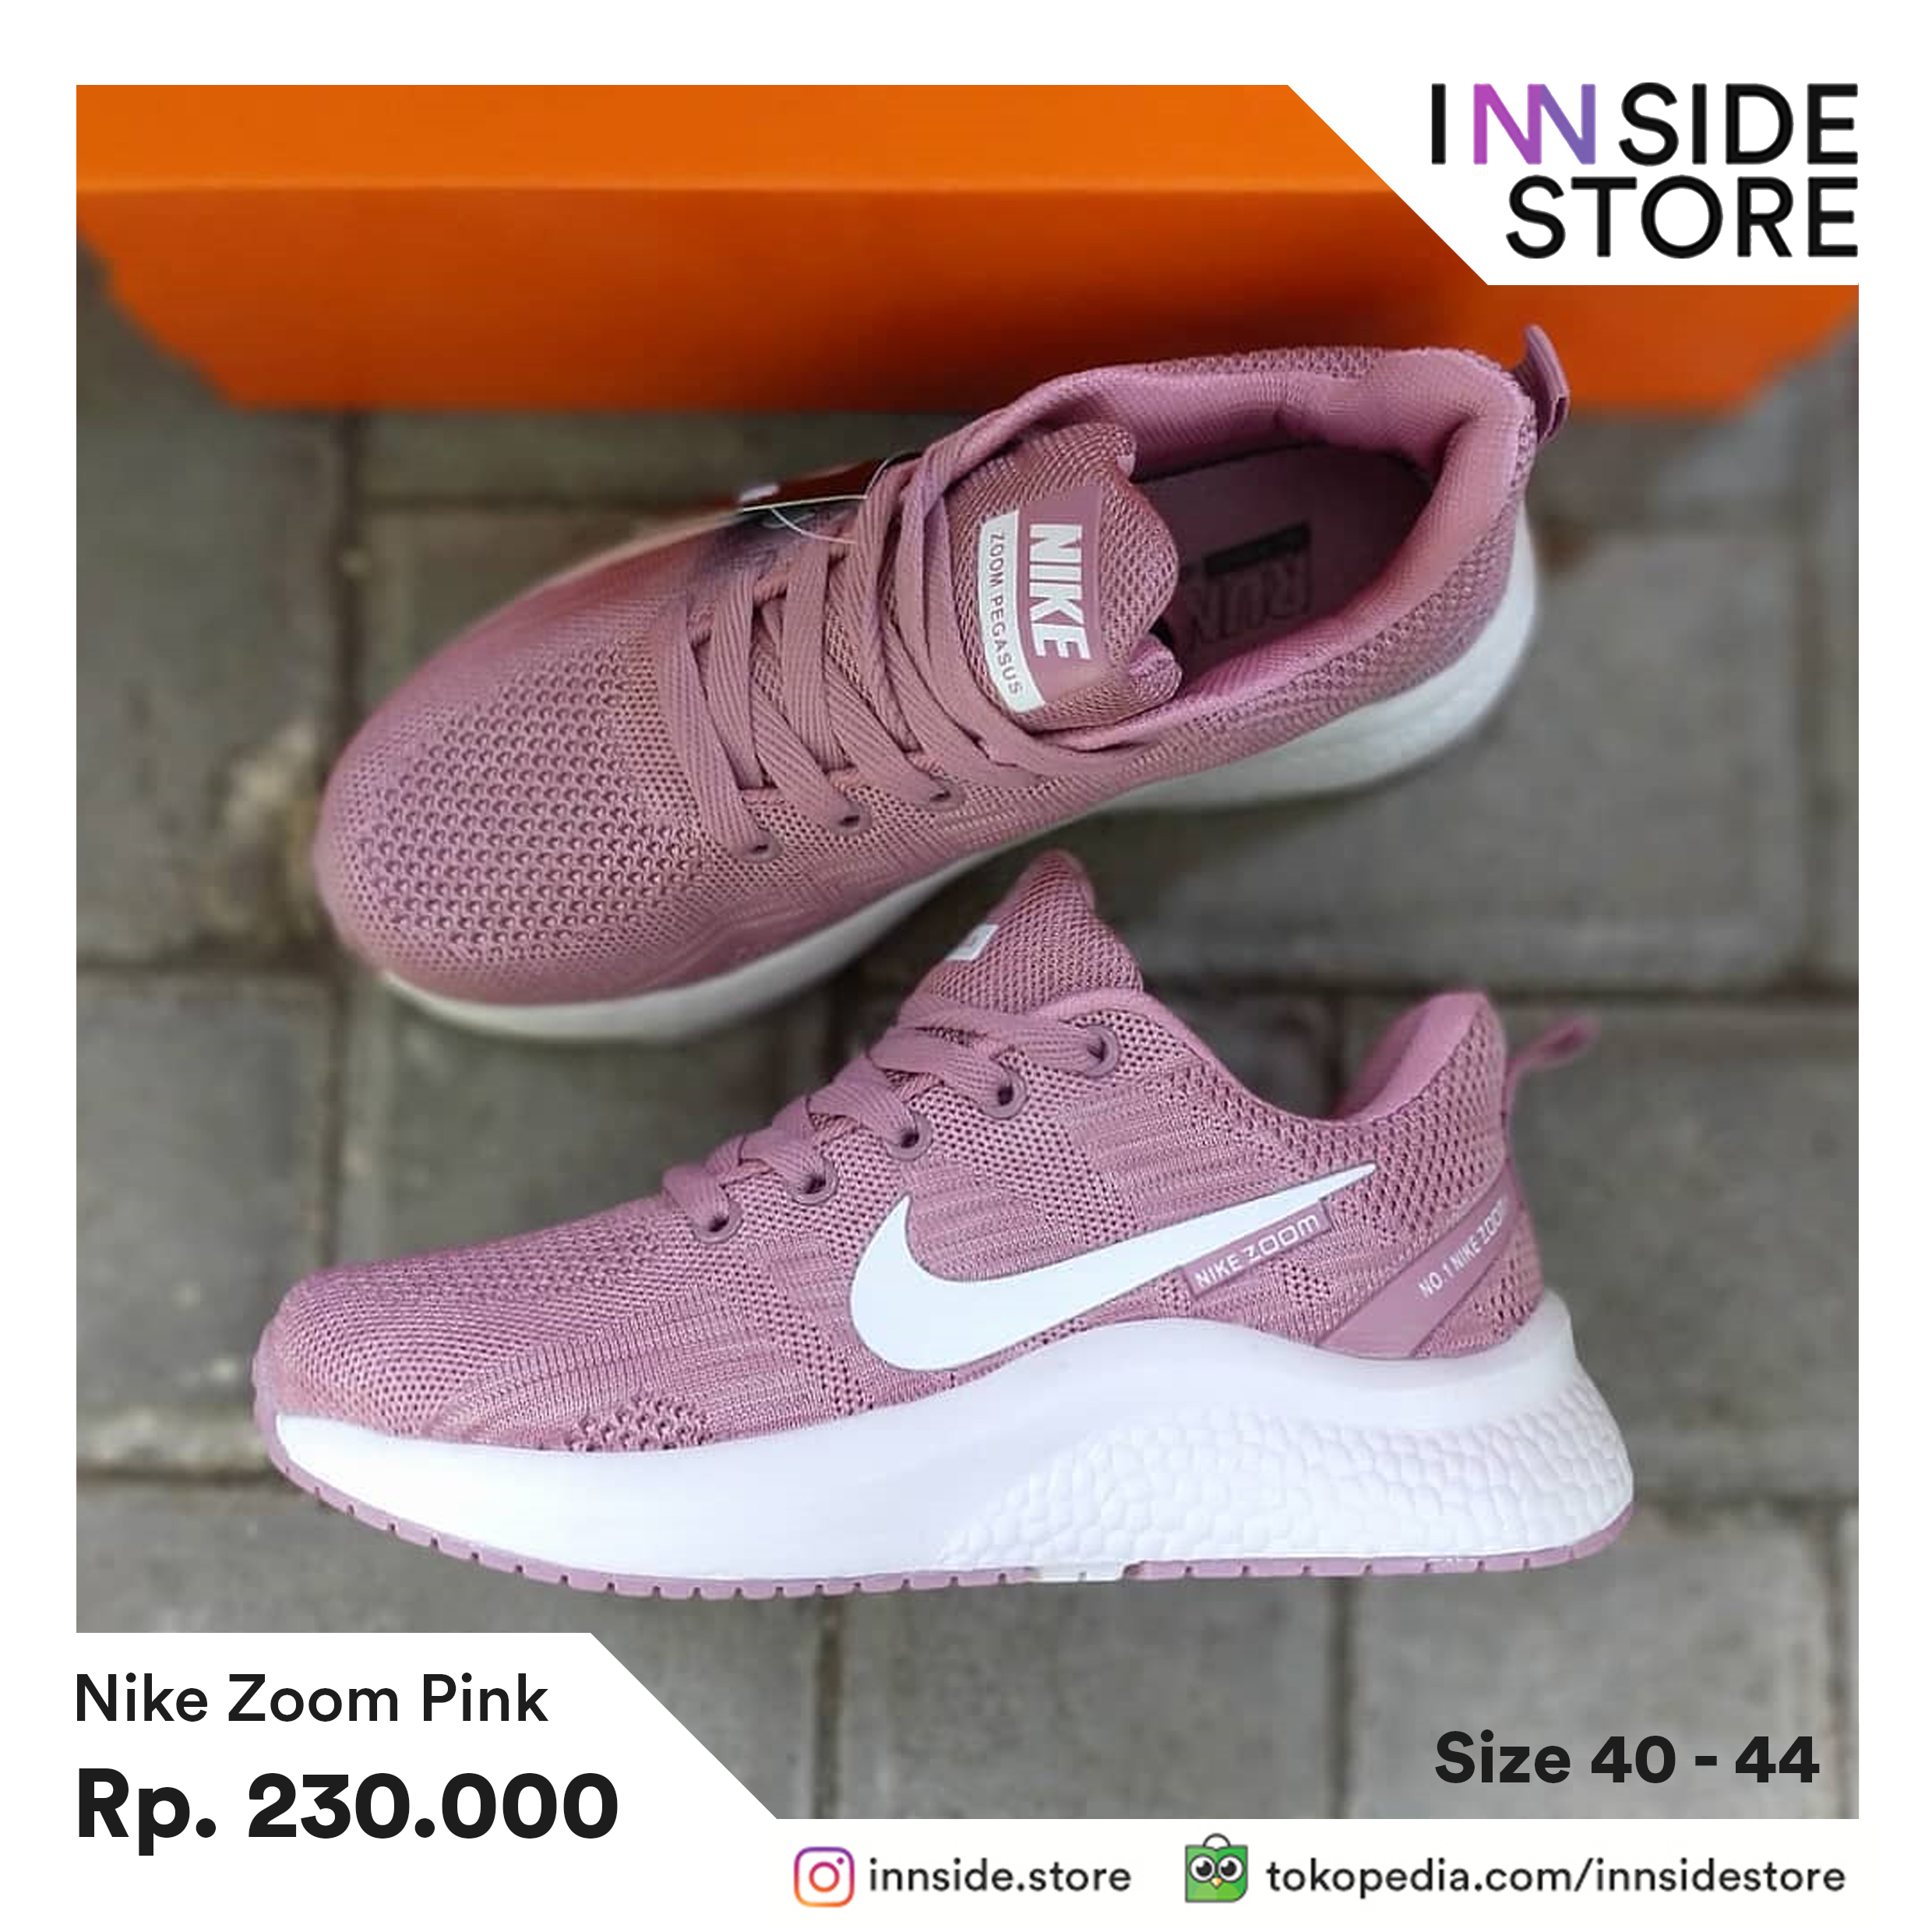 INNSIDE
STORE
NIKE
ZOOM PEGASUS
RUN
NIKE ZOOM
NO.1 NIKE ZOOM
Nike Zoom Pink
Rp. 230.000
Size 40 - 44
innside.store
tokopedia.com/innsidestore